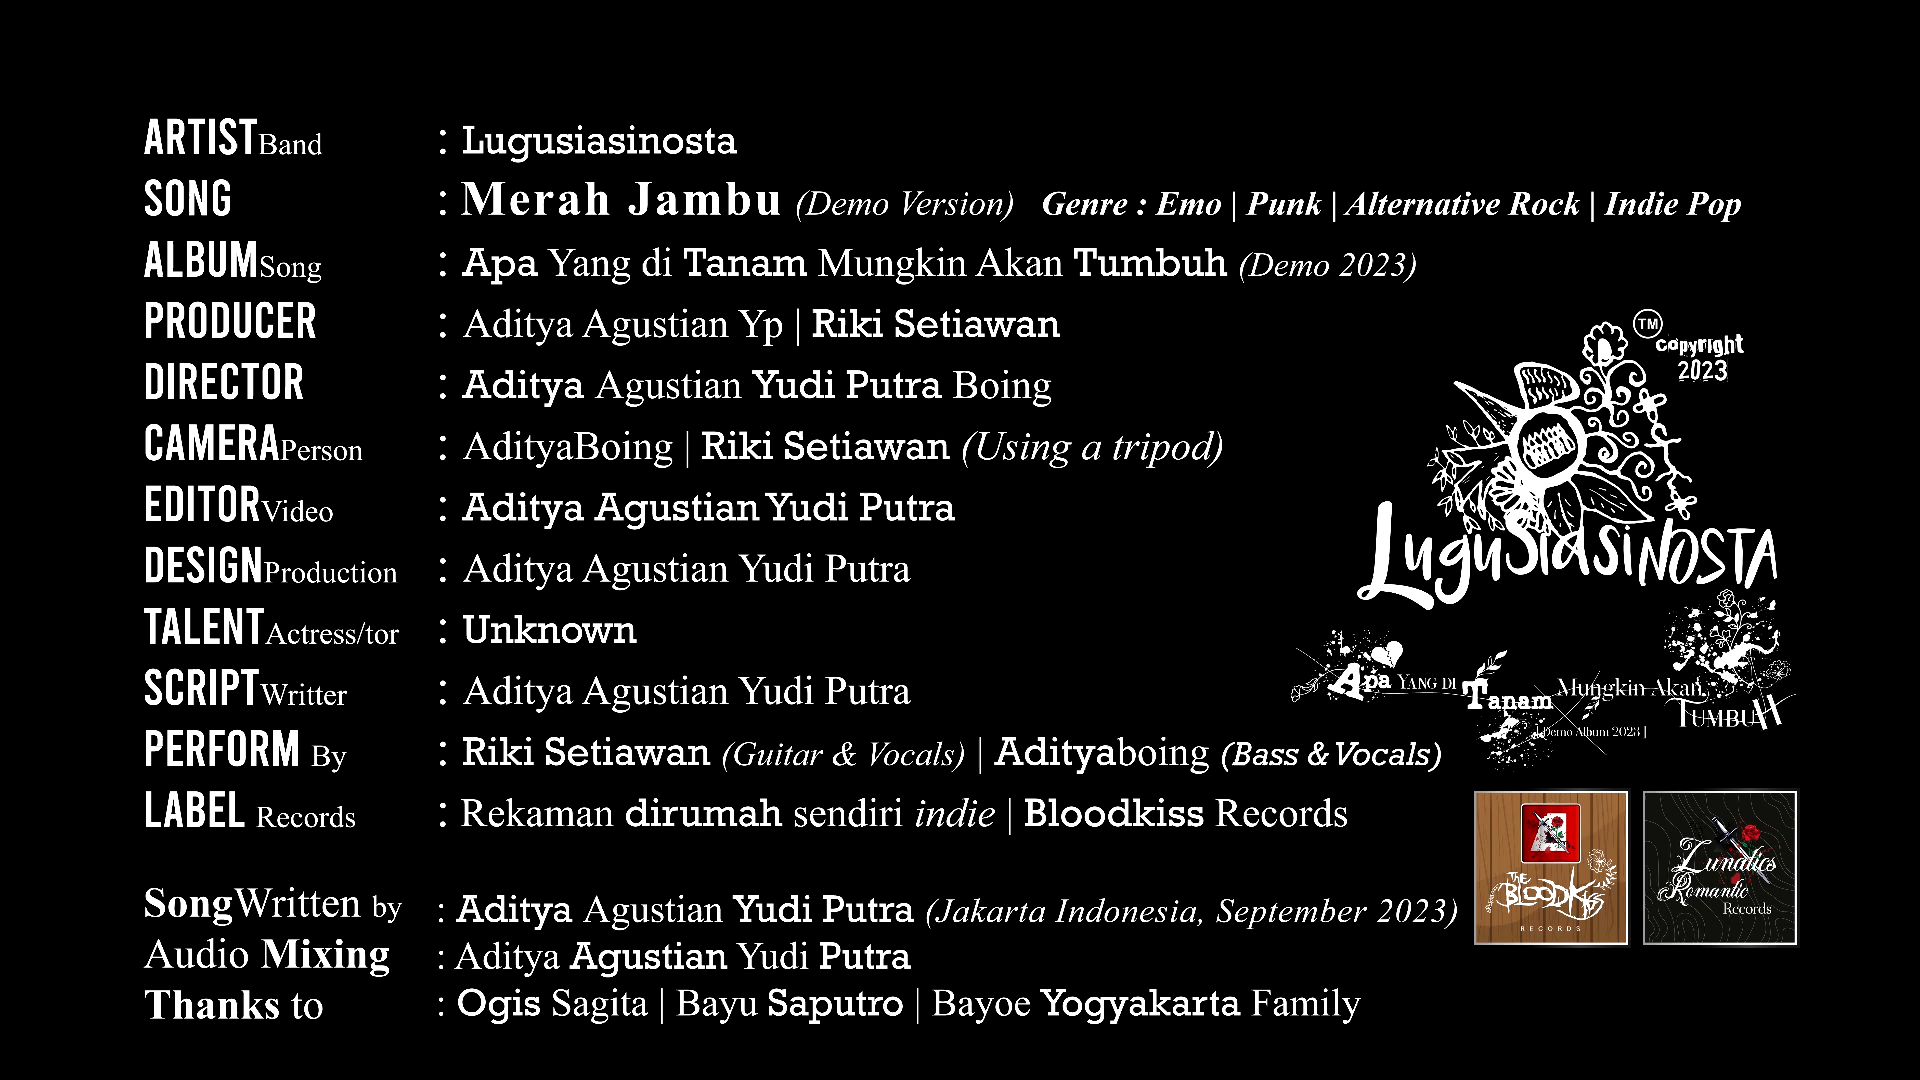 ARTISTBand : Lugusiasinosta
SONG : Merah Jambu (Demo Version) Genre : Emo | Punk | Alternative Rock | Indie Pop
ALBUMSong : Apa Yang di Tanam Mungkin Akan Tumbuh (Demo 2023)
PRODUCER : Aditya Agustian Yp | Riki Setiawan
DIRECTOR : Aditya Agustian Yudi Putra Boing
CAMERAPerson : AdityaBoing | Riki Setiawan (Using a tripod)
EDITORVideo : Aditya Agustian Yudi Putra
DESIGNProduction : Aditya Agustian Yudi Putra
TALENTActress/tor : Unknown
SCRIPTWritter : Aditya Agustian Yudi Putra
PERFORM By : Riki Setiawan (Guitar & Vocals) | Adityaboing (Bass & Vocals)
LABEL Records : Rekaman dirumah sendiri indie | Bloodkiss Records
SongWritten by : Aditya Agustian Yudi Putra (Jakarta Indonesia, September 2023)
Audio Mixing : Aditya Agustian Yudi Putra
Thanks to : Ogis Sagita | Bayu Saputro | Bayoe Yogyakarta Family
TM
Copyright
2023
LuguSiasiNOSTA
Apa YANG DI Tanam Mungkin Akan
TUMBUH
| Demo Album 2023 |
A
THE
BLOODKISS
RECORDS
Lunatics
Romantic
Records